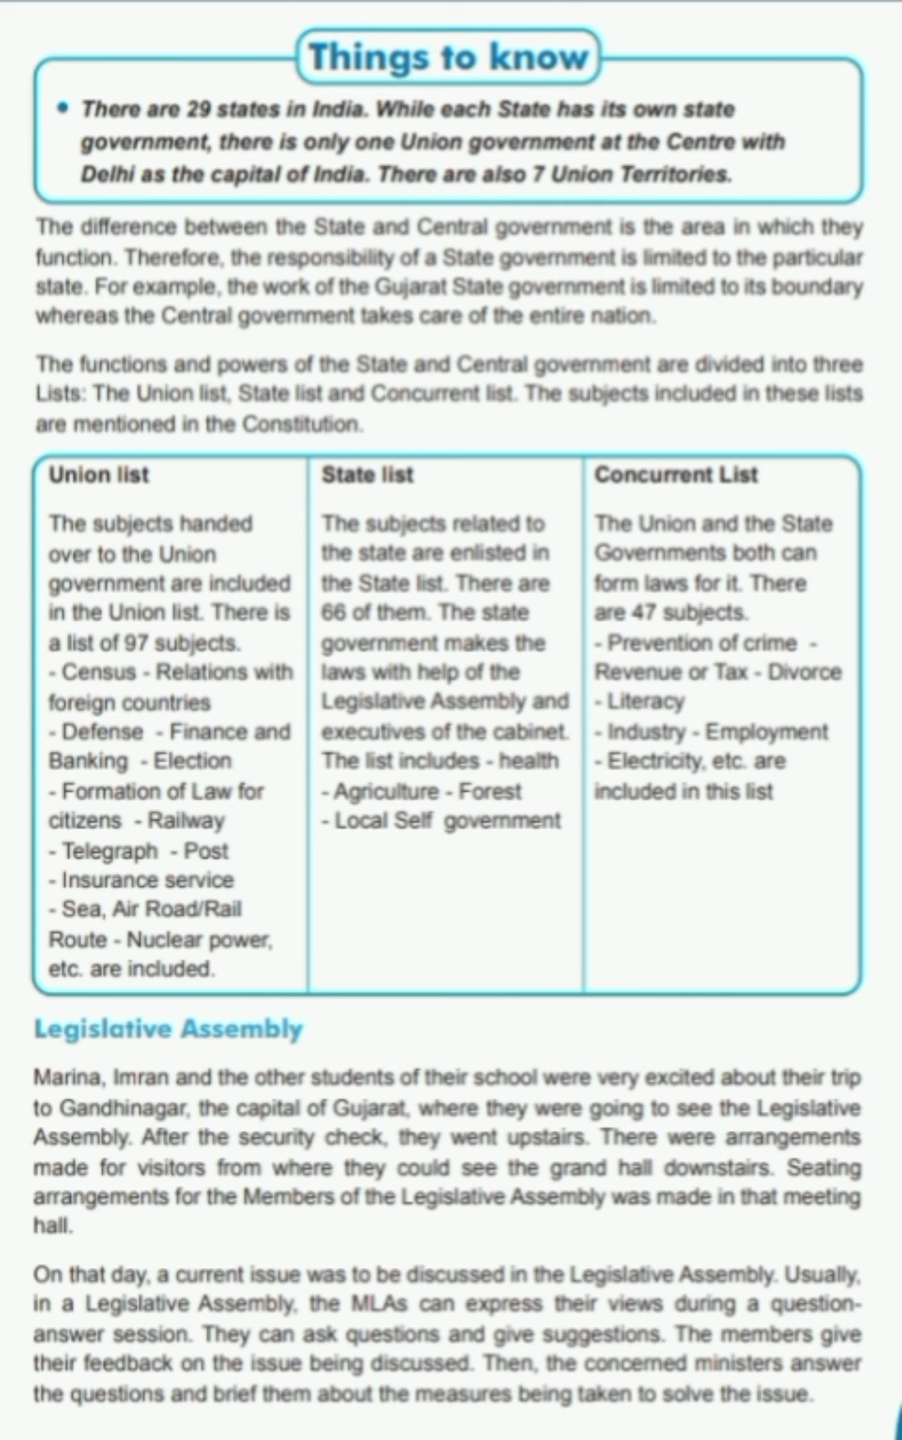 Things to know
• There are 29 states in India. While each State has its own state
government, there is only one Union government at the Centre with
Delhi as the capital of India. There are also 7 Union Territories.
The difference between the State and Central government is the area in which they
function. Therefore, the responsibility of a State government is limited to the particular
state. For example, the work of the Gujarat State government is limited to its boundary
whereas the Central government takes care of the entire nation.
The functions and powers of the State and Central government are divided into three
Lists: The Union list, State list and Concurrent list. The subjects included in these lists
are mentioned in the Constitution.
Union list
The subjects handed
over to the Union
government are included
in the Union list. There is
a list of 97 subjects.
- Census - Relations with
foreign countries
- Defense - Finance and
Banking - Election
- Formation of Law for
citizens - Railway
- Telegraph - Post
- Insurance service
- Sea, Air Road/Rail
Route - Nuclear power,
etc. are included.
State list
The subjects related to
the state are enlisted in
the State list. There are
66 of them. The state
government makes the
laws with help of the
Legislative Assembly and
executives of the cabinet.
The list includes - health
- Agriculture - Forest
- Local Self government
Concurrent List
The Union and the State
Governments both can
form laws for it. There
are 47 subjects.
- Prevention of crime -
Revenue or Tax - Divorce
- Literacy
- Industry - Employment
- Electricity, etc. are
included in this list
Legislative Assembly
Marina, Imran and the other students of their school were very excited about their trip
to Gandhinagar, the capital of Gujarat, where they were going to see the Legislative
Assembly. After the security check, they went upstairs. There were arrangements
made for visitors from where they could see the grand hall downstairs. Seating
arrangements for the Members of the Legislative Assembly was made in that meeting
hall.
On that day, a current issue was to be discussed in the Legislative Assembly. Usually,
in a Legislative Assembly, the MLAs can express their views during a question-
answer session. They can ask questions and give suggestions. The members give
their feedback on the issue being discussed. Then, the concerned ministers answer
the questions and brief them about the measures being taken to solve the issue.